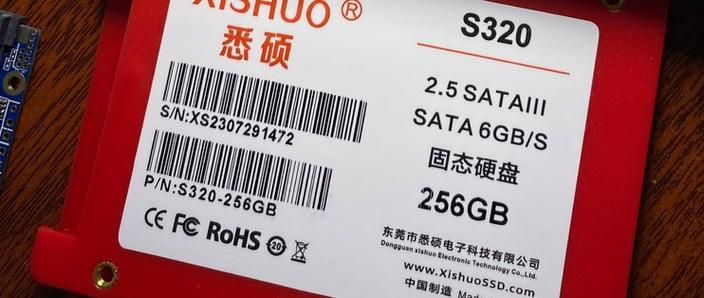 XISHUO®
悉硕
S320
2.5 SATAIII
SATA 6GB/S
固态硬盘
256GB
S/N:XS2307291472
P/N:S320-256GB
CE FC RoHS 20
东莞市悉硕电子科技有限公司
Dongguan xishuo Electronic Technology Co.,Ltd.
www.XishuoSSD.com
中国制造